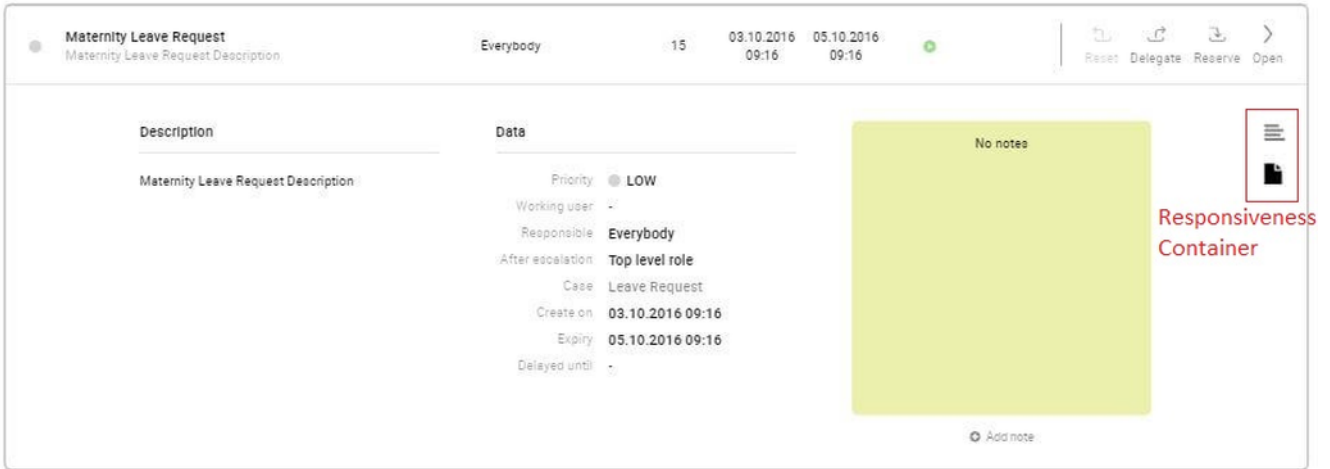 Maternity Leave Request
Maternity Leave Request Description
Everybody
15
03.10.2016
09:16
05.10.2016
09:16
Reset Delegate Reserve Open
Description
Maternity Leave Request Description
Data
Priority LOW
Working user -
Responsible Everybody
After escalation Top level role
Case Leave Request
Create on 03.10.2016 09:16
Expiry 05.10.2016 09:16
Delayed until -
No notes
Add note
Responsiveness
Container